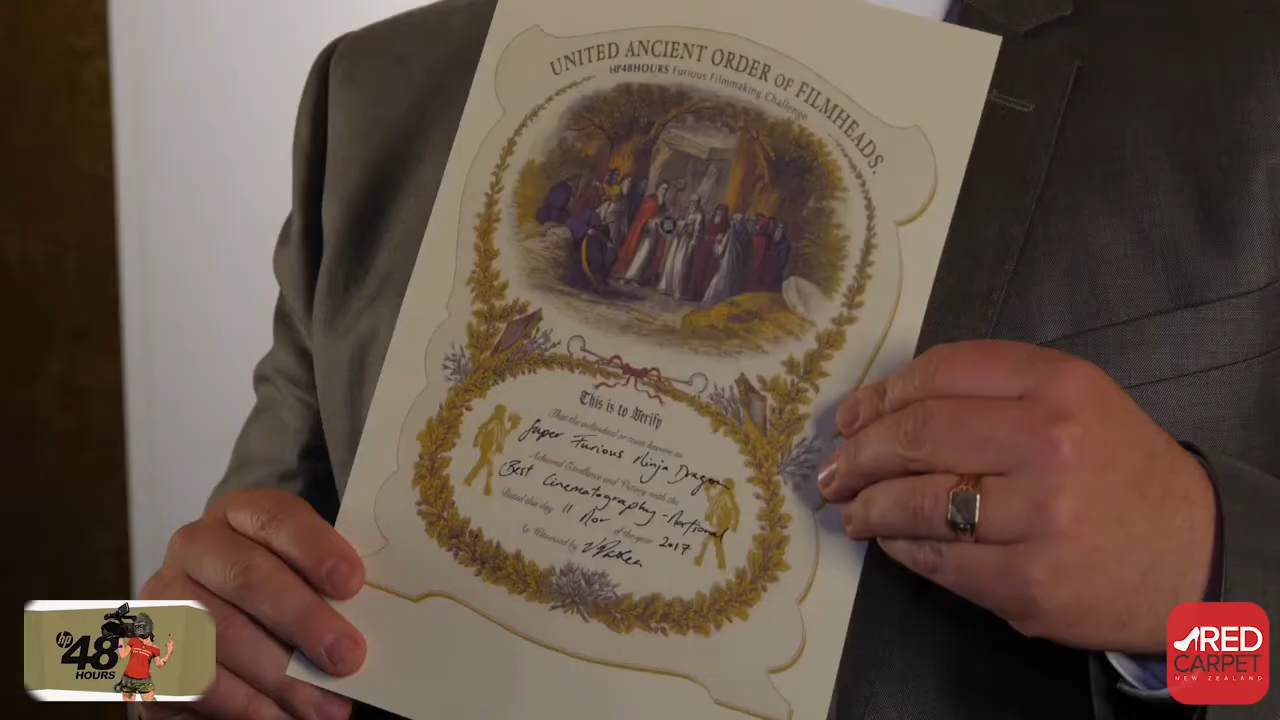 UNITED ANCIENT ORDER OF FILMHEADS.
HP48HOURS Furious Filmmaking Challenge
This is to Verify
That the individual or team known as
Super Furious Ninja Dragon
Achieved Excellence and Victory with the
Best Cinematography - National
Dated this day 11 Nov of the year 2017
As Witnessed by
hp
48
HOURS
RED
CARPET
NEW ZEALAND